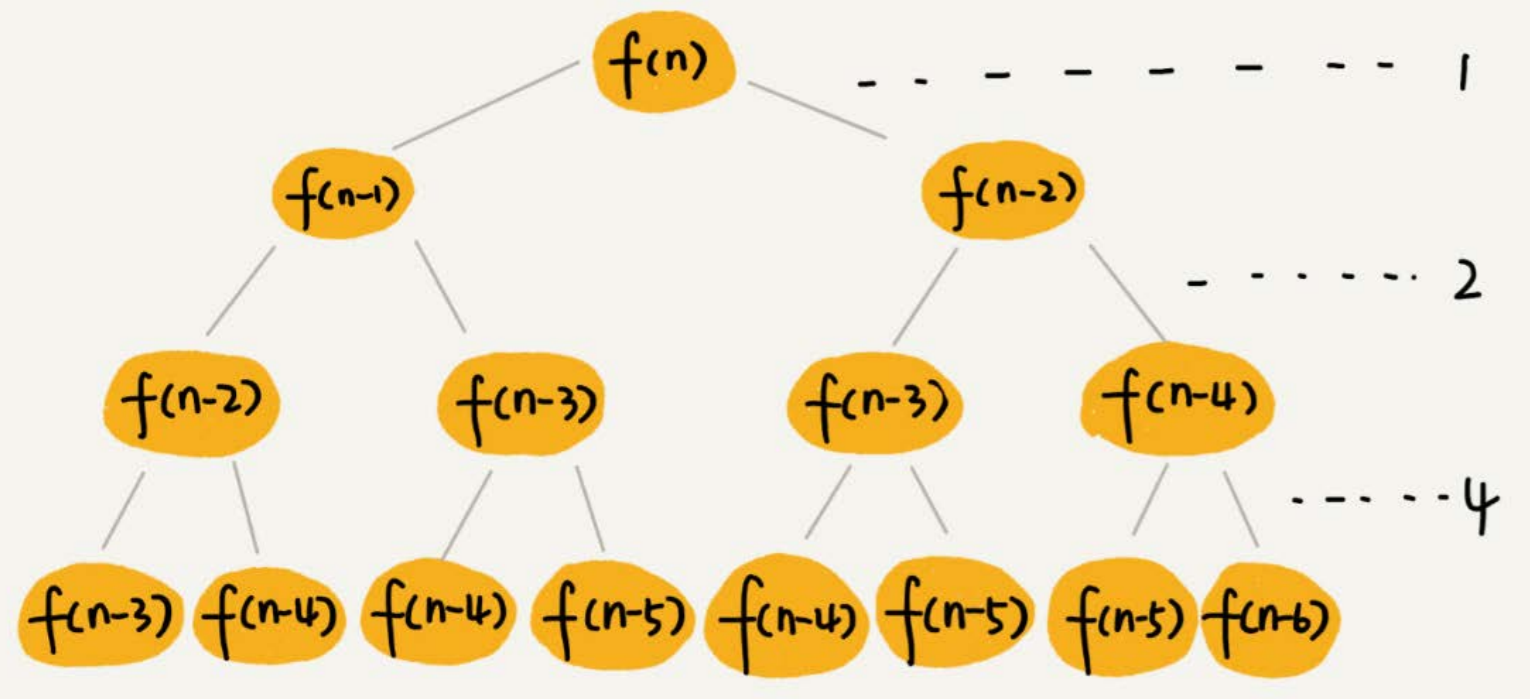 f(n) 1
f(n-1) f(n-2)
2
f(n-2) f(n-3) f(n-3) f(n-4)
4
f(n-3) f(n-4) f(n-4) f(n-5) f(n-4) f(n-5) f(n-5) f(n-6)